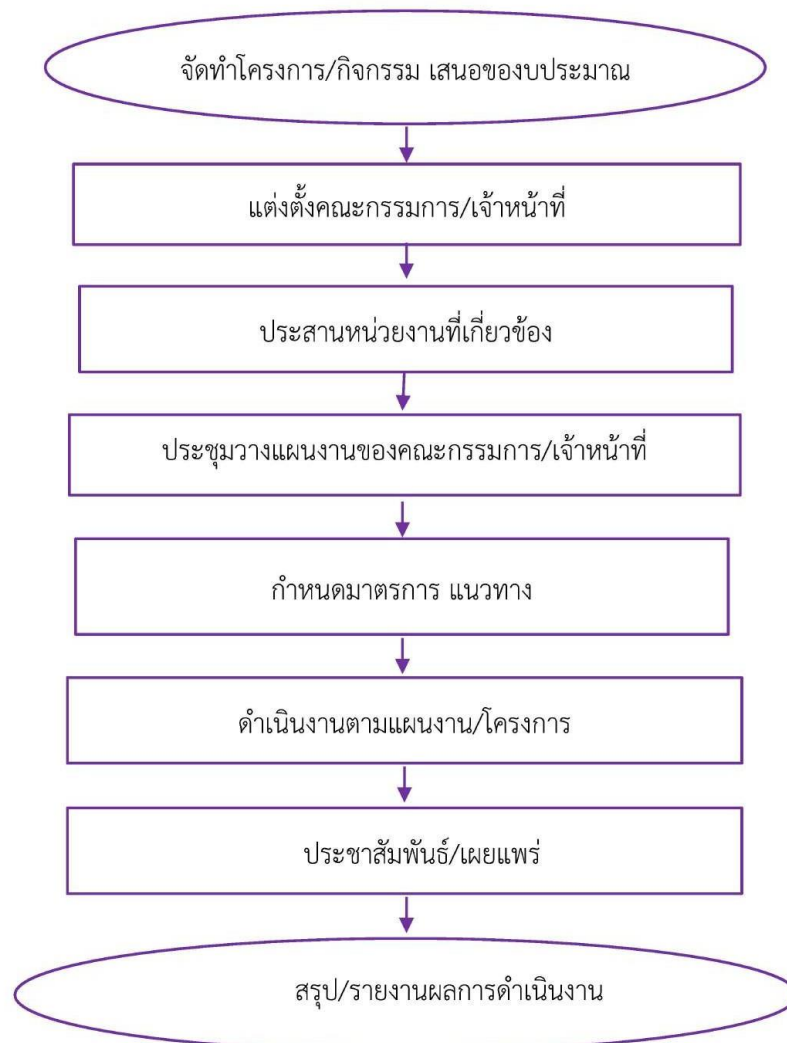 จัดทำโครงการ/กิจกรรม เสนอของบประมาณ
แต่งตั้งคณะกรรมการ/เจ้าหน้าที่
ประสานหน่วยงานที่เกี่ยวข้อง
ประชุมวางแผนงานของคณะกรรมการ/เจ้าหน้าที่
กำหนดมาตรการ แนวทาง
ดำเนินงานตามแผนงาน/โครงการ
ประชาสัมพันธ์/เผยแพร่
สรุป/รายงานผลการดำเนินงาน